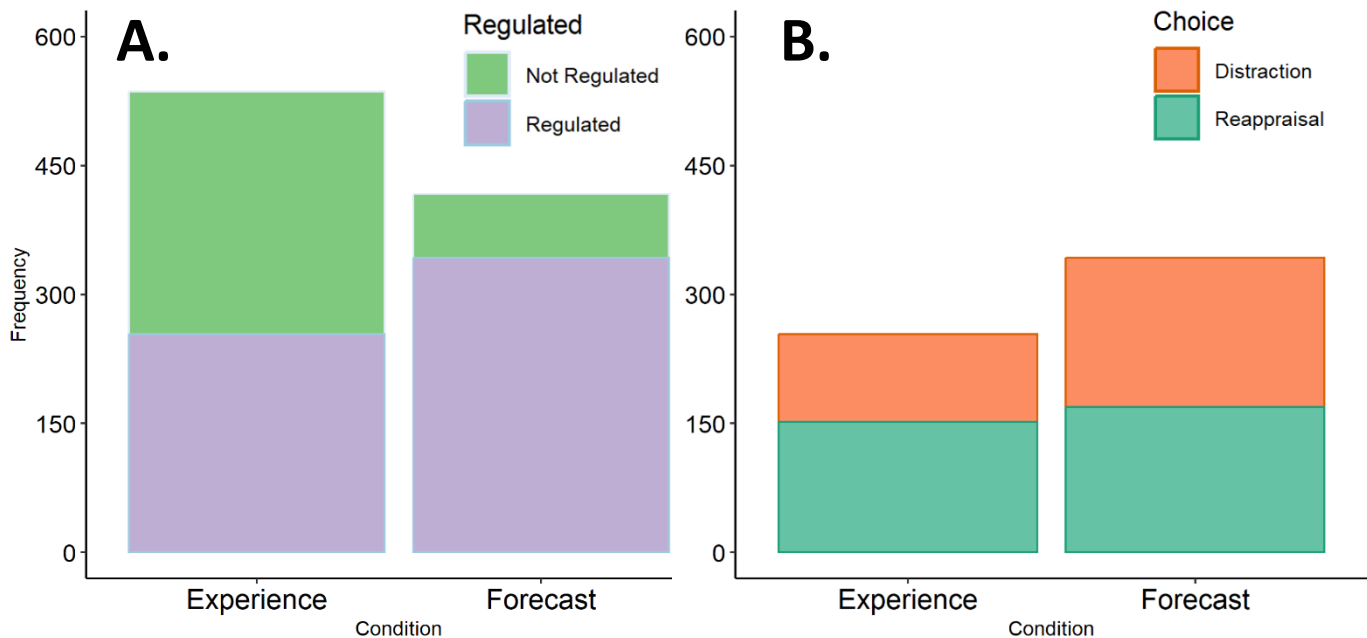 A.
Regulated
Not Regulated
Regulated
600
450
300
150
0
Frequency
Experience
Forecast
Condition
B.
Choice
Distraction
Reappraisal
600
450
300
150
0
Experience
Forecast
Condition